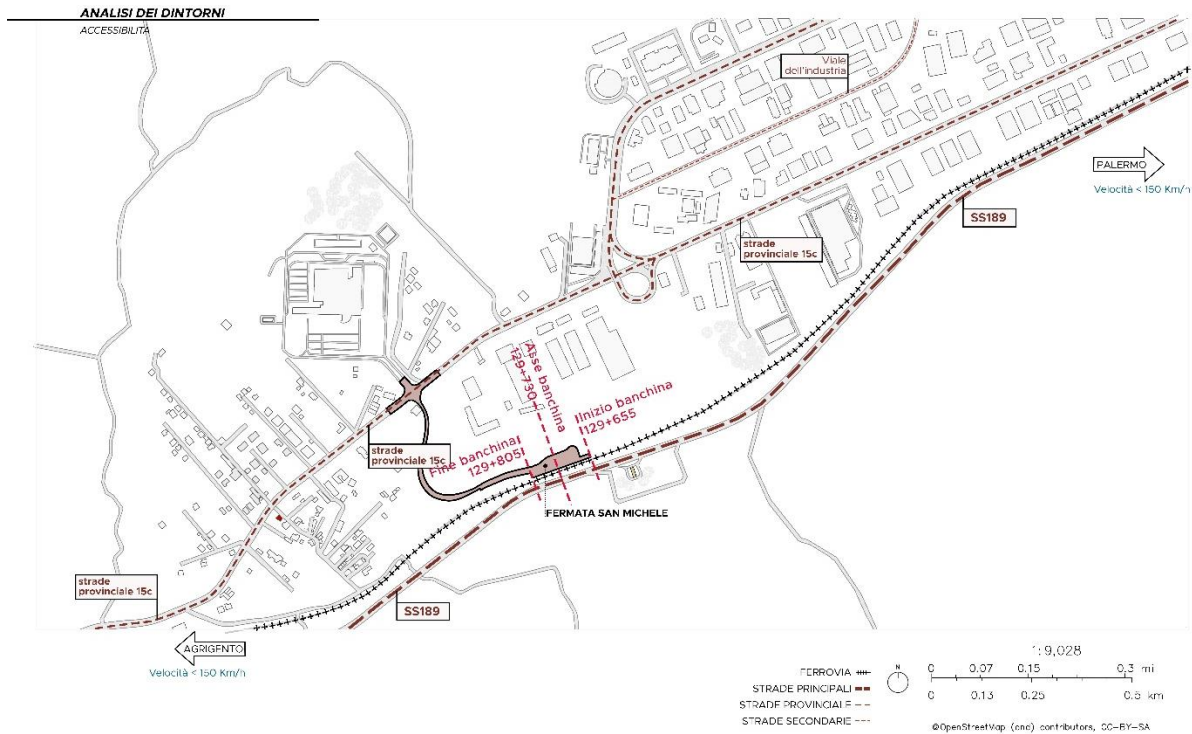 ANALISI DEI DINTORNI
ACCESSIBILITÀ
Viale
dell'industria
PALERMO
Velocità < 150 Km/h
SS189
strade
provinciale 15c
Asse banchina
129+730
Inizio banchina
129+655
Fine banchina
129+805
strade
provinciale 15c
FERMATA SAN MICHELE
strade
provinciale 15c
SS189
AGRIGENTO
Velocità < 150 Km/h
1:9,028
FERROVIA
STRADE PRINCIPALI
STRADE PROVINCIALE
STRADE SECONDARIE
N
0 0.07 0.15 0.3 mi
0 0.13 0.25 0.5 km
©OpenStreetMap (and) contributors, CC-BY-SA